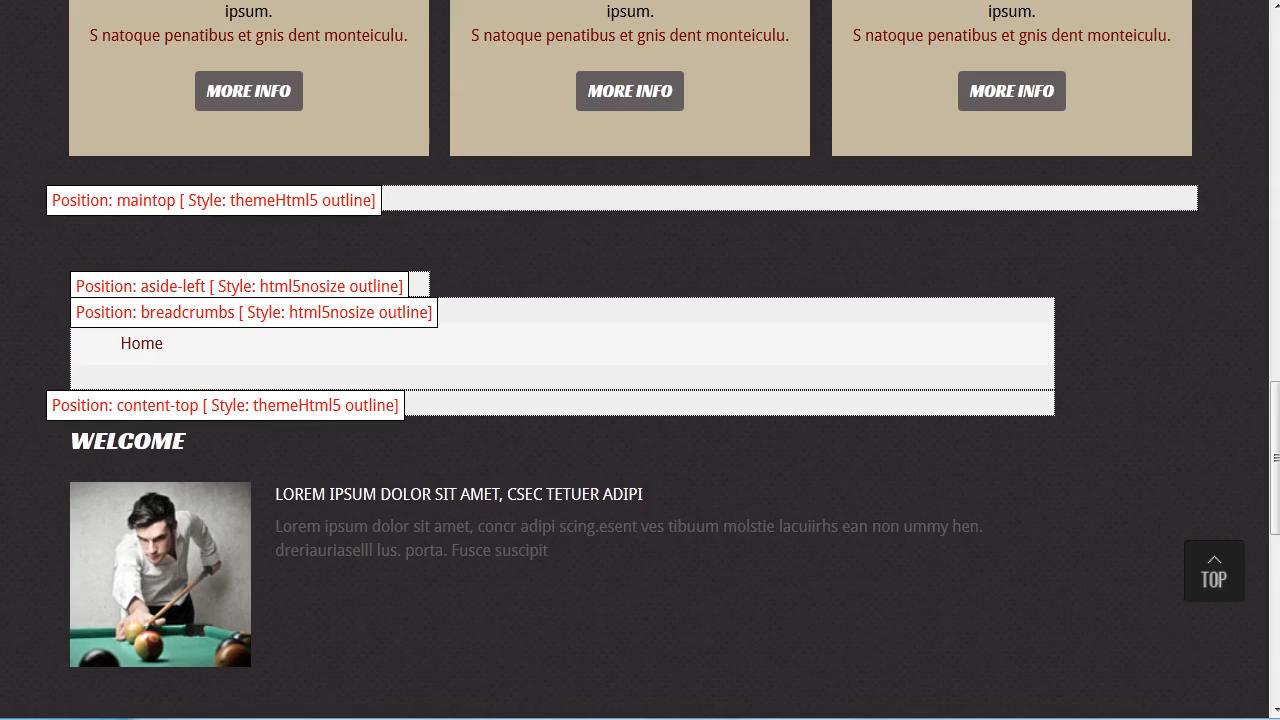 ipsum.
S natoque penatibus et gnis dent monteiculu.
MORE INFO
ipsum.
S natoque penatibus et gnis dent monteiculu.
MORE INFO
ipsum.
S natoque penatibus et gnis dent monteiculu.
MORE INFO
Position: maintop [ Style: themeHtml5 outline]
Position: aside-left [ Style: html5nosize outline]
Position: breadcrumbs [ Style: html5nosize outline]
Home
Position: content-top [ Style: themeHtml5 outline]
WELCOME
LOREM IPSUM DOLOR SIT AMET, CSEC TETUER ADIPI
Lorem ipsum dolor sit amet, concr adipi scing.esent ves tibuum molstie lacuiirhs ean non ummy hen.
dreriauriaselll lus. porta. Fusce suscipit
TOP